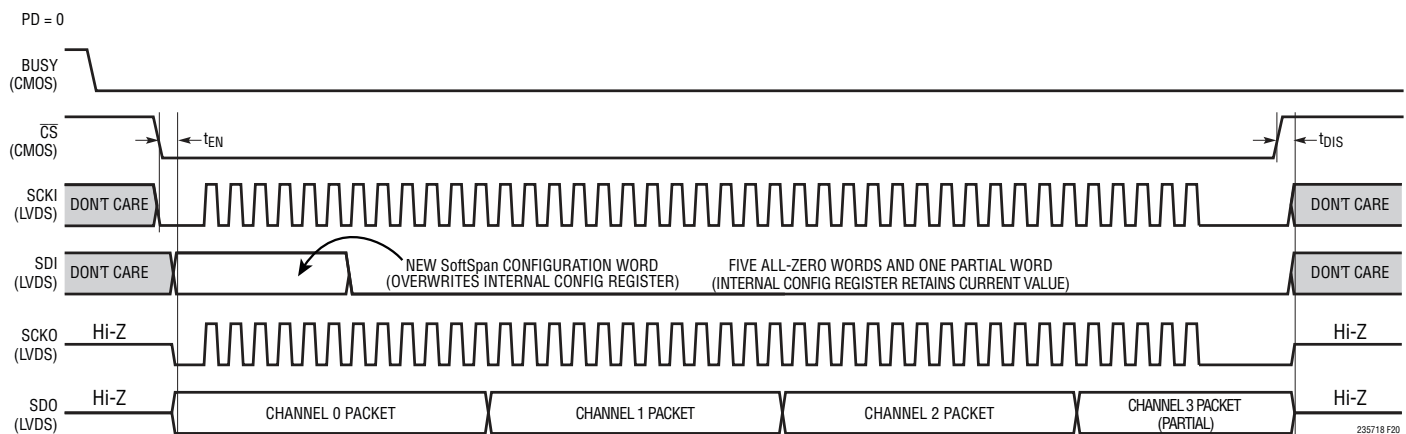 PD = 0
BUSY
(CMOS)
CS
(CMOS)
tEN
tDIS
SCKI
(LVDS)
DON'T CARE
DON'T CARE
SDI
(LVDS)
DON'T CARE
NEW SoftSpan CONFIGURATION WORD
(OVERWRITES INTERNAL CONFIG REGISTER)
FIVE ALL-ZERO WORDS AND ONE PARTIAL WORD
(INTERNAL CONFIG REGISTER RETAINS CURRENT VALUE)
DON'T CARE
SCKO
(LVDS)
Hi-Z
Hi-Z
SDO
(LVDS)
Hi-Z
CHANNEL 0 PACKET
CHANNEL 1 PACKET
CHANNEL 2 PACKET
CHANNEL 3 PACKET
(PARTIAL)
Hi-Z
235718 F20